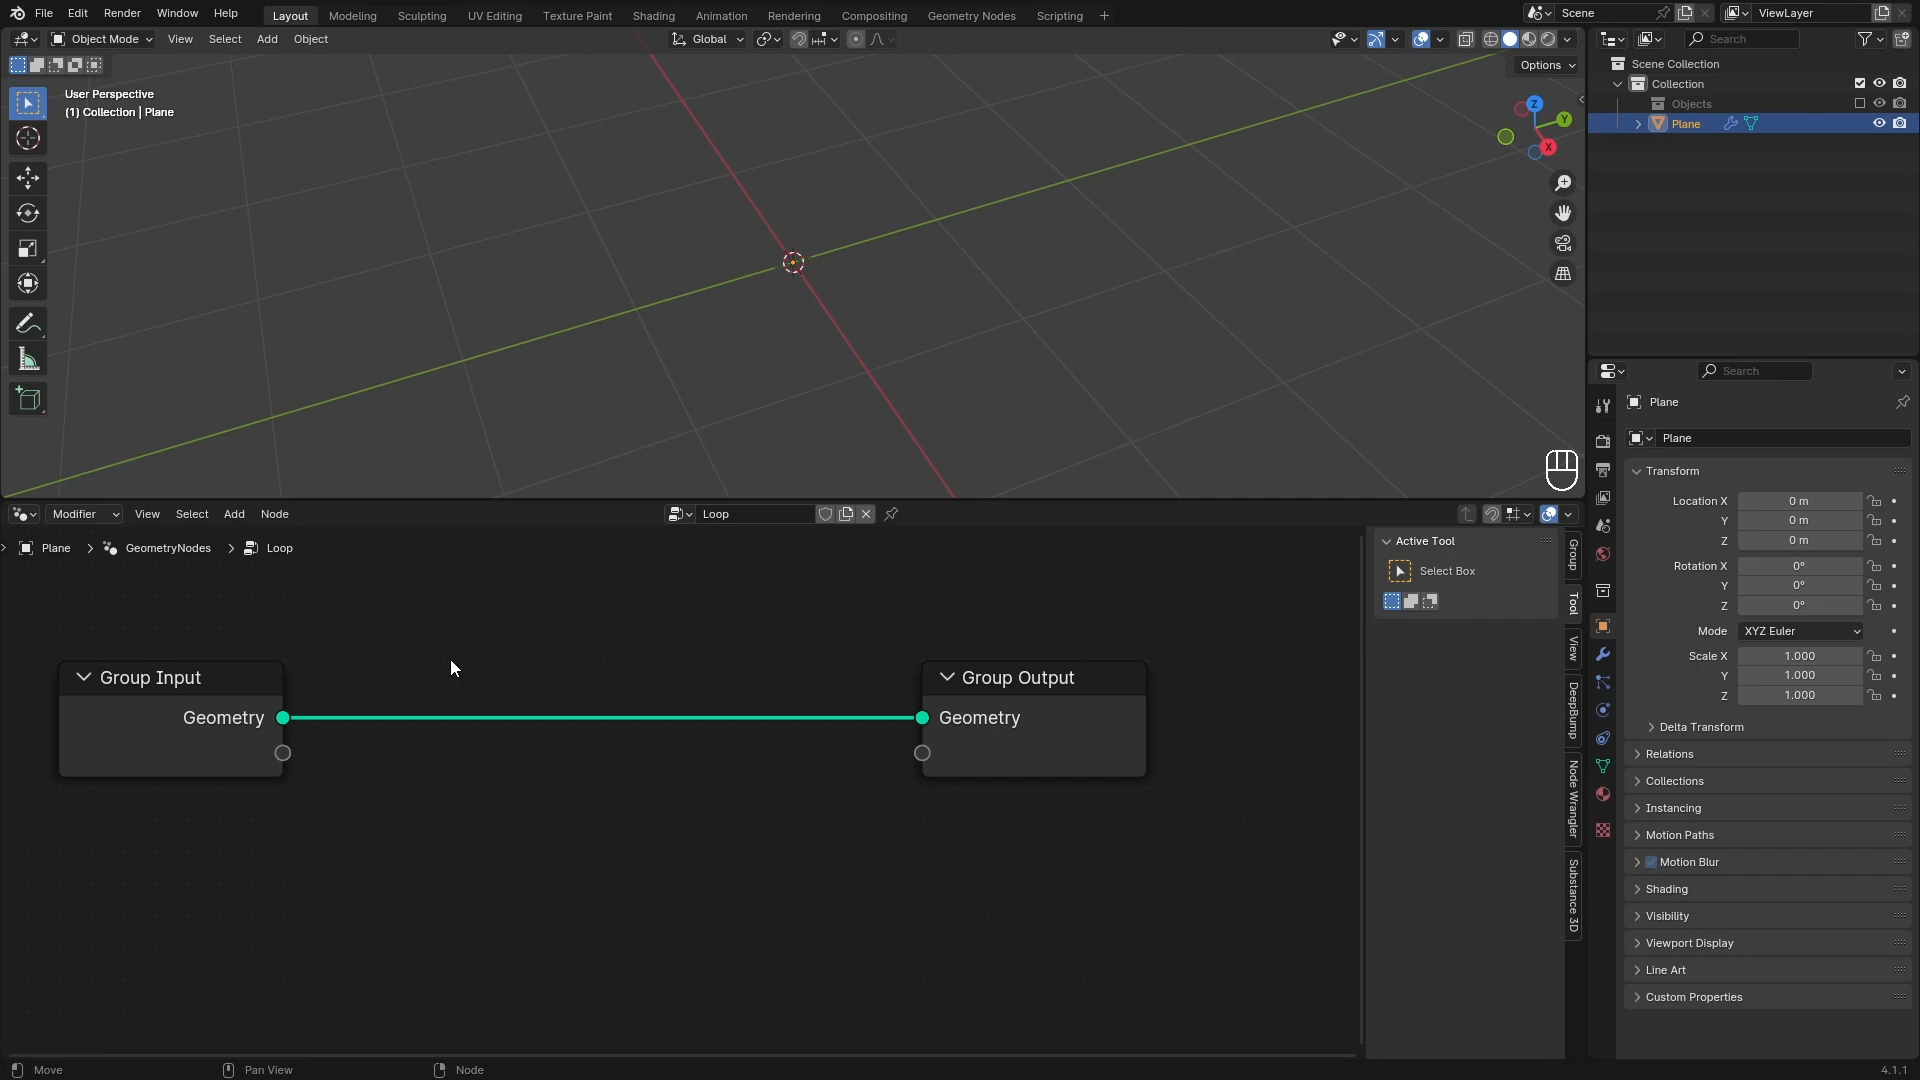 File Edit Render Window Help Layout Modeling Sculpting UV Editing Texture Paint Shading Animation Rendering Compositing Geometry Nodes Scripting + Scene ViewLayer
Object Mode View Select Add Object Global Search
Options
User Perspective
(1) Collection | Plane
Z
Y
X
Scene Collection
Collection
Objects
Plane
Search
Plane
Plane
Transform
Location X 0 m
Y 0 m
Z 0 m
Rotation X 0°
Y 0°
Z 0°
Mode XYZ Euler
Scale X 1.000
Y 1.000
Z 1.000
Delta Transform
Relations
Collections
Instancing
Motion Paths
Motion Blur
Shading
Visibility
Viewport Display
Line Art
Custom Properties
Modifier View Select Add Node Loop
Plane GeometryNodes Loop
Group Input
Geometry
Group Output
Geometry
Active Tool
Select Box
Group
Tool
View
DeepBump
Node Wrangler
Substance 3D
Move Pan View Node 4.1.1